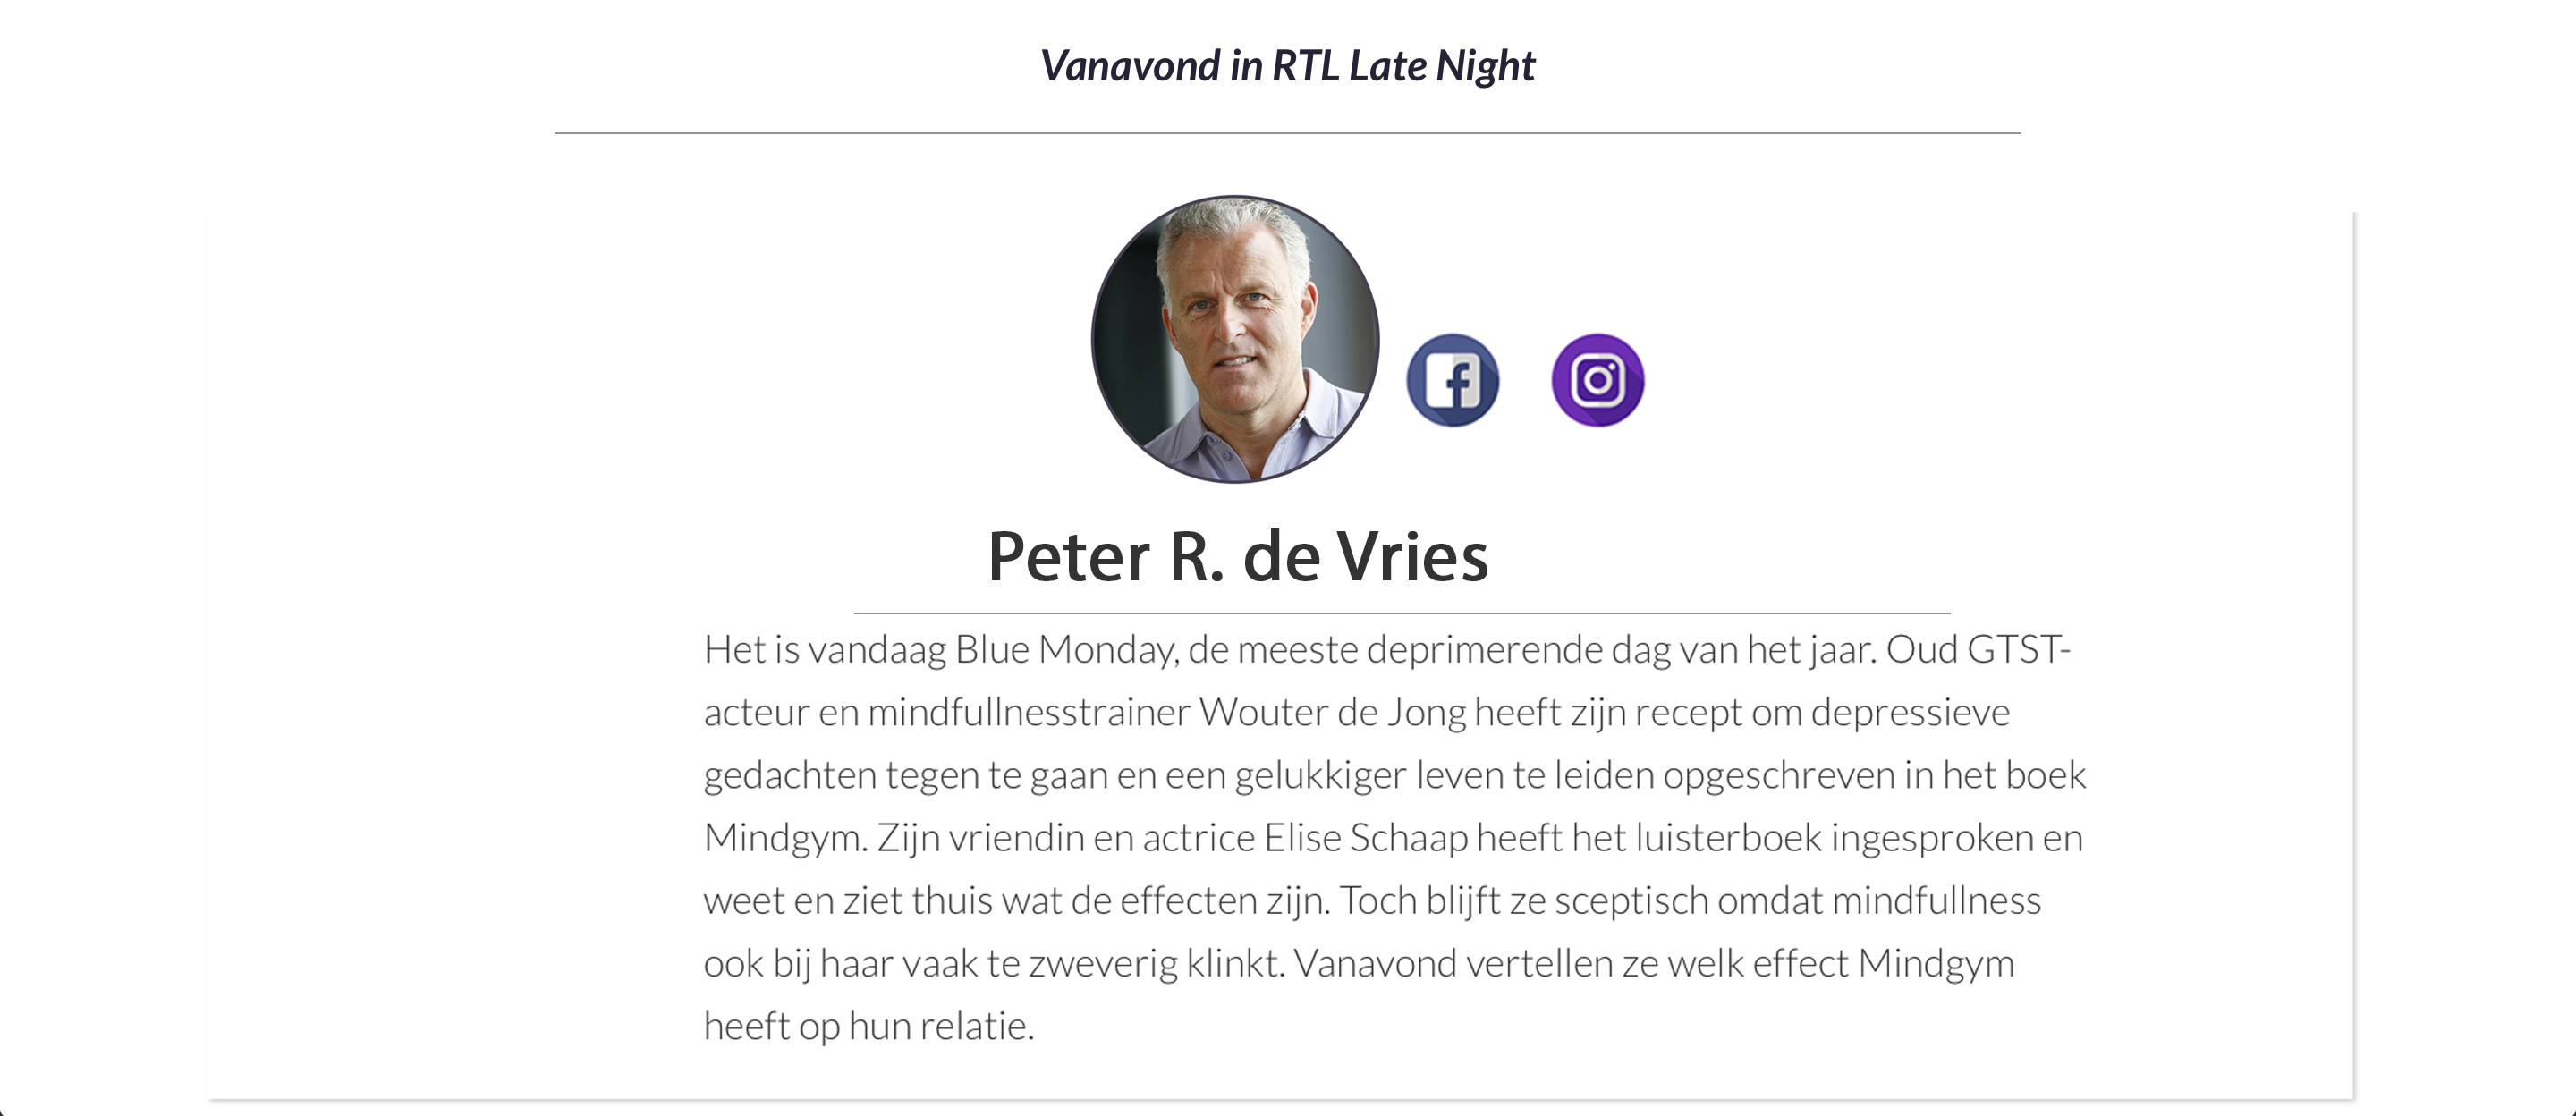 Vanavond in RTL Late Night
Peter R. de Vries
Het is vandaag Blue Monday, de meeste deprimerende dag van het jaar. Oud GTST-
acteur en mindfullnesstrainer Wouter de Jong heeft zijn recept om depressieve
gedachten tegen te gaan en een gelukkiger leven te leiden opgeschreven in het boek
Mindgym. Zijn vriendin en actrice Elise Schaap heeft het luisterboek ingesproken en
weet en ziet thuis wat de effecten zijn. Toch blijft ze sceptisch omdat mindfullness
ook bij haar vaak te zweverig klinkt. Vanavond vertellen ze welk effect Mindgym
heeft op hun relatie.